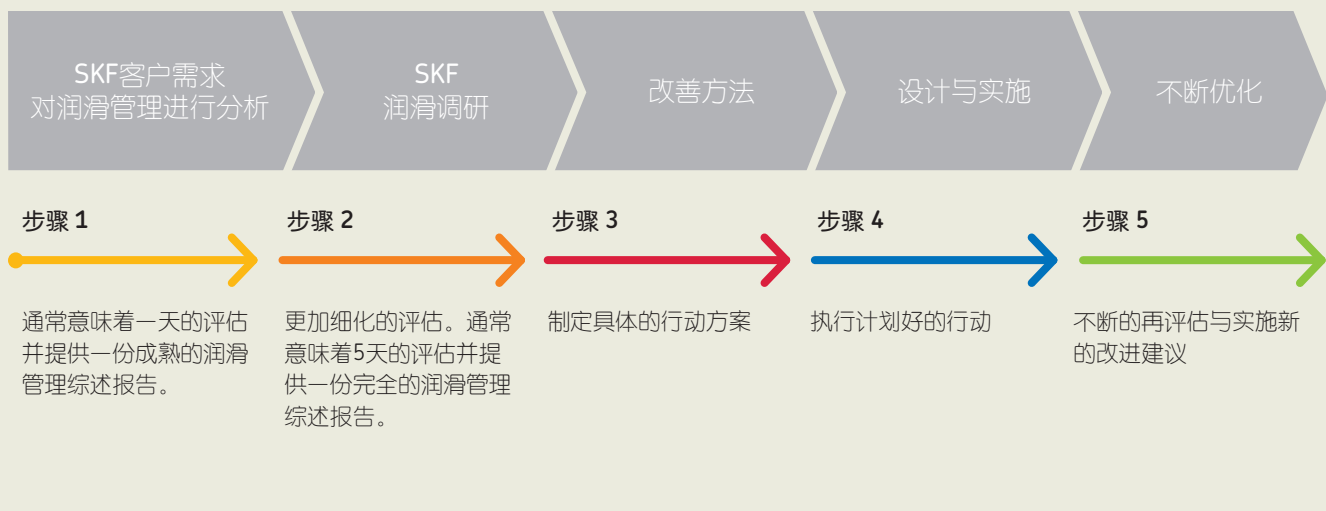 SKF客户需求
对润滑管理进行分析
SKF
润滑调研
改善方法
设计与实施
不断优化
步骤 1
步骤 2
步骤 3
步骤 4
步骤 5
通常意味着一天的评估
并提供一份成熟的润滑
管理综述报告。
更加细化的评估。通常
意味着5天的评估并提
供一份完全的润滑管理
综述报告。
制定具体的行动方案
执行计划好的行动
不断的再评估与实施新
的改进建议